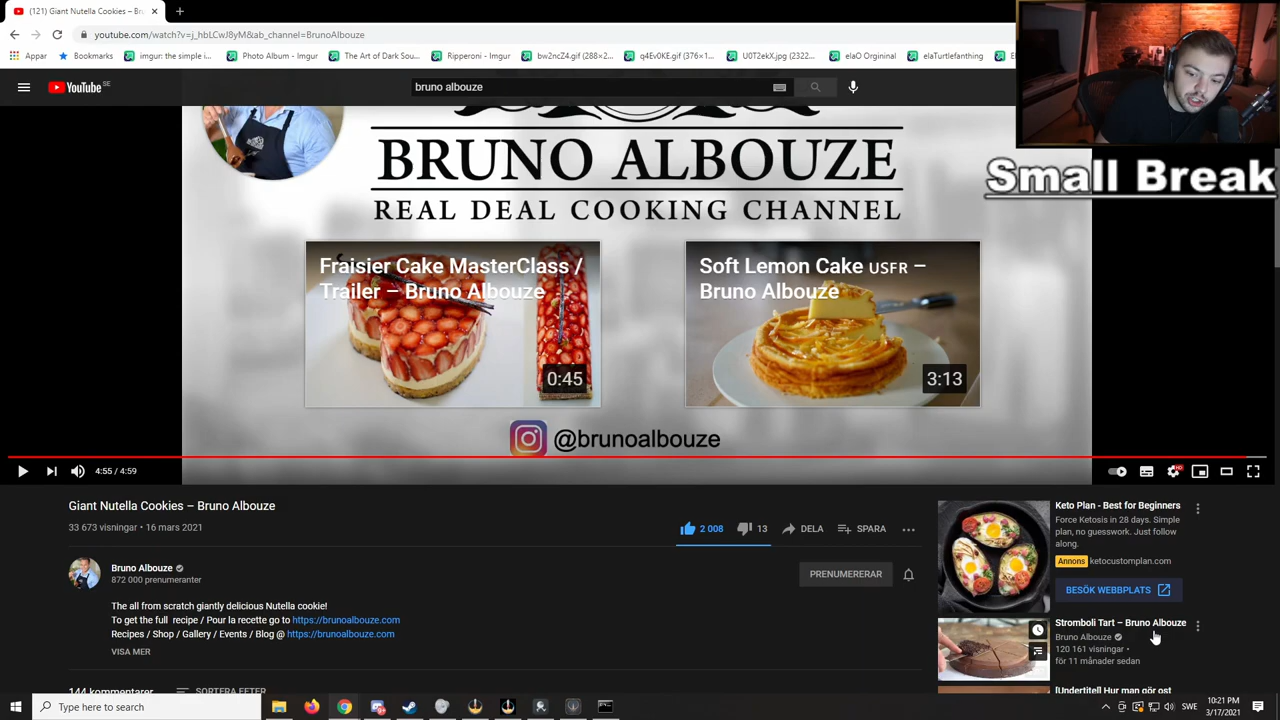 (121) Giant Nutella Cookies – Br
youtube.com/watch?v=j_hbLCwJ8yM&ab_channel=BrunoAlbouze
Appar
Bookmarks
imgur: the simple i...
Photo Album - Imgur
The Art of Dark Sou...
Ripperoni - Imgur
bw2ncZ4.gif (288×2...
q4Ev0KE.gif (376×1...
U0T2ekX.jpg (2322...
elaO Orgininal
elaTurtlefanthing
YouTube SE
bruno albouze
Small Break
BRUNO ALBOUZE
REAL DEAL COOKING CHANNEL
Fraisier Cake MasterClass /
Trailer – Bruno Albouze
0:45
Soft Lemon Cake USFR –
Bruno Albouze
3:13
@brunoalbouze
4:55 / 4:59
HD
Giant Nutella Cookies – Bruno Albouze
33 673 visningar • 16 mars 2021
2 008
13
DELA
SPARA
Bruno Albouze
872 000 prenumeranter
PRENUMERERAR
The all from scratch giantly delicious Nutella cookie!
To get the full recipe / Pour la recette go to https://brunoalbouze.com
Recipes / Shop / Gallery / Events / Blog @ https://brunoalbouze.com
VISA MER
144 kommentarer
SORTERA EFTER
Keto Plan - Best for Beginners
Force Ketosis in 28 days. Simple
plan, no guesswork. Just follow
along.
Annons ketocustomplan.com
BESÖK WEBBPLATS
Stromboli Tart – Bruno Albouze
Bruno Albouze
120 161 visningar •
för 11 månader sedan
[Undertitel] Hur man gör ost
Type here to search
SWE
10:21 PM
3/17/2021